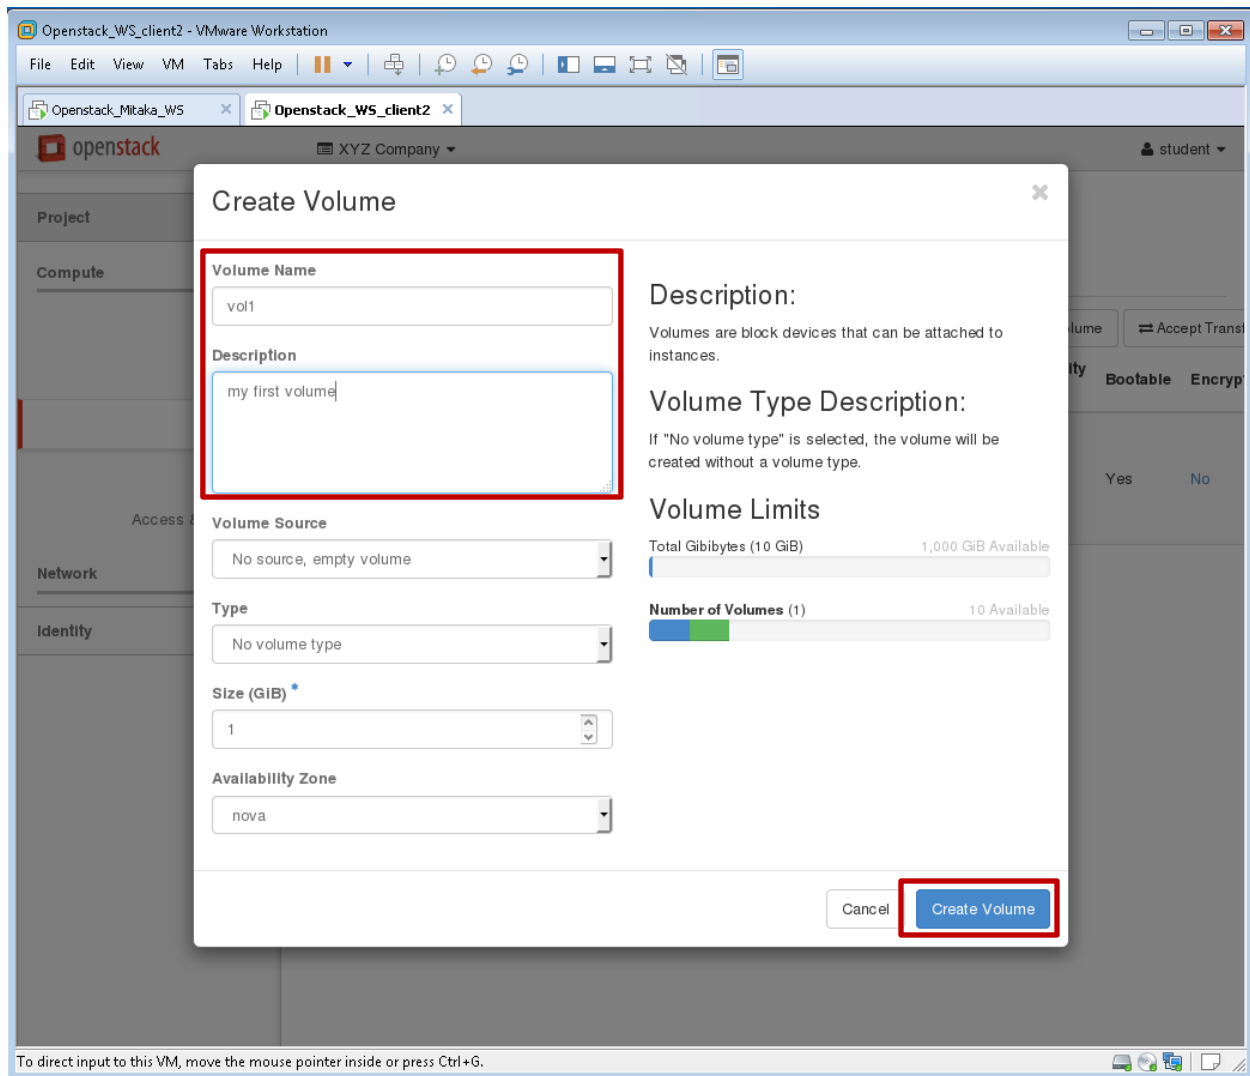 Openstack_WS_client2 - VMware Workstation
File Edit View VM Tabs Help
Openstack_Mitaka_WS
Openstack_WS_client2
openstack
XYZ Company
student
Create Volume
Project
Compute
Access &
Network
Identity
Volume Name
vol1
Description
my first volume
Volume Source
No source, empty volume
Type
No volume type
Size (GiB) *
1
Availability Zone
nova
Description:
Volumes are block devices that can be attached to
instances.
Volume Type Description:
If "No volume type" is selected, the volume will be
created without a volume type.
Volume Limits
Total Gibibytes (10 GiB) 1,000 GiB Available
Number of Volumes (1) 10 Available
lume
Accept Transf
ity Bootable Encryp
Yes No
Cancel Create Volume
To direct input to this VM, move the mouse pointer inside or press Ctrl+G.